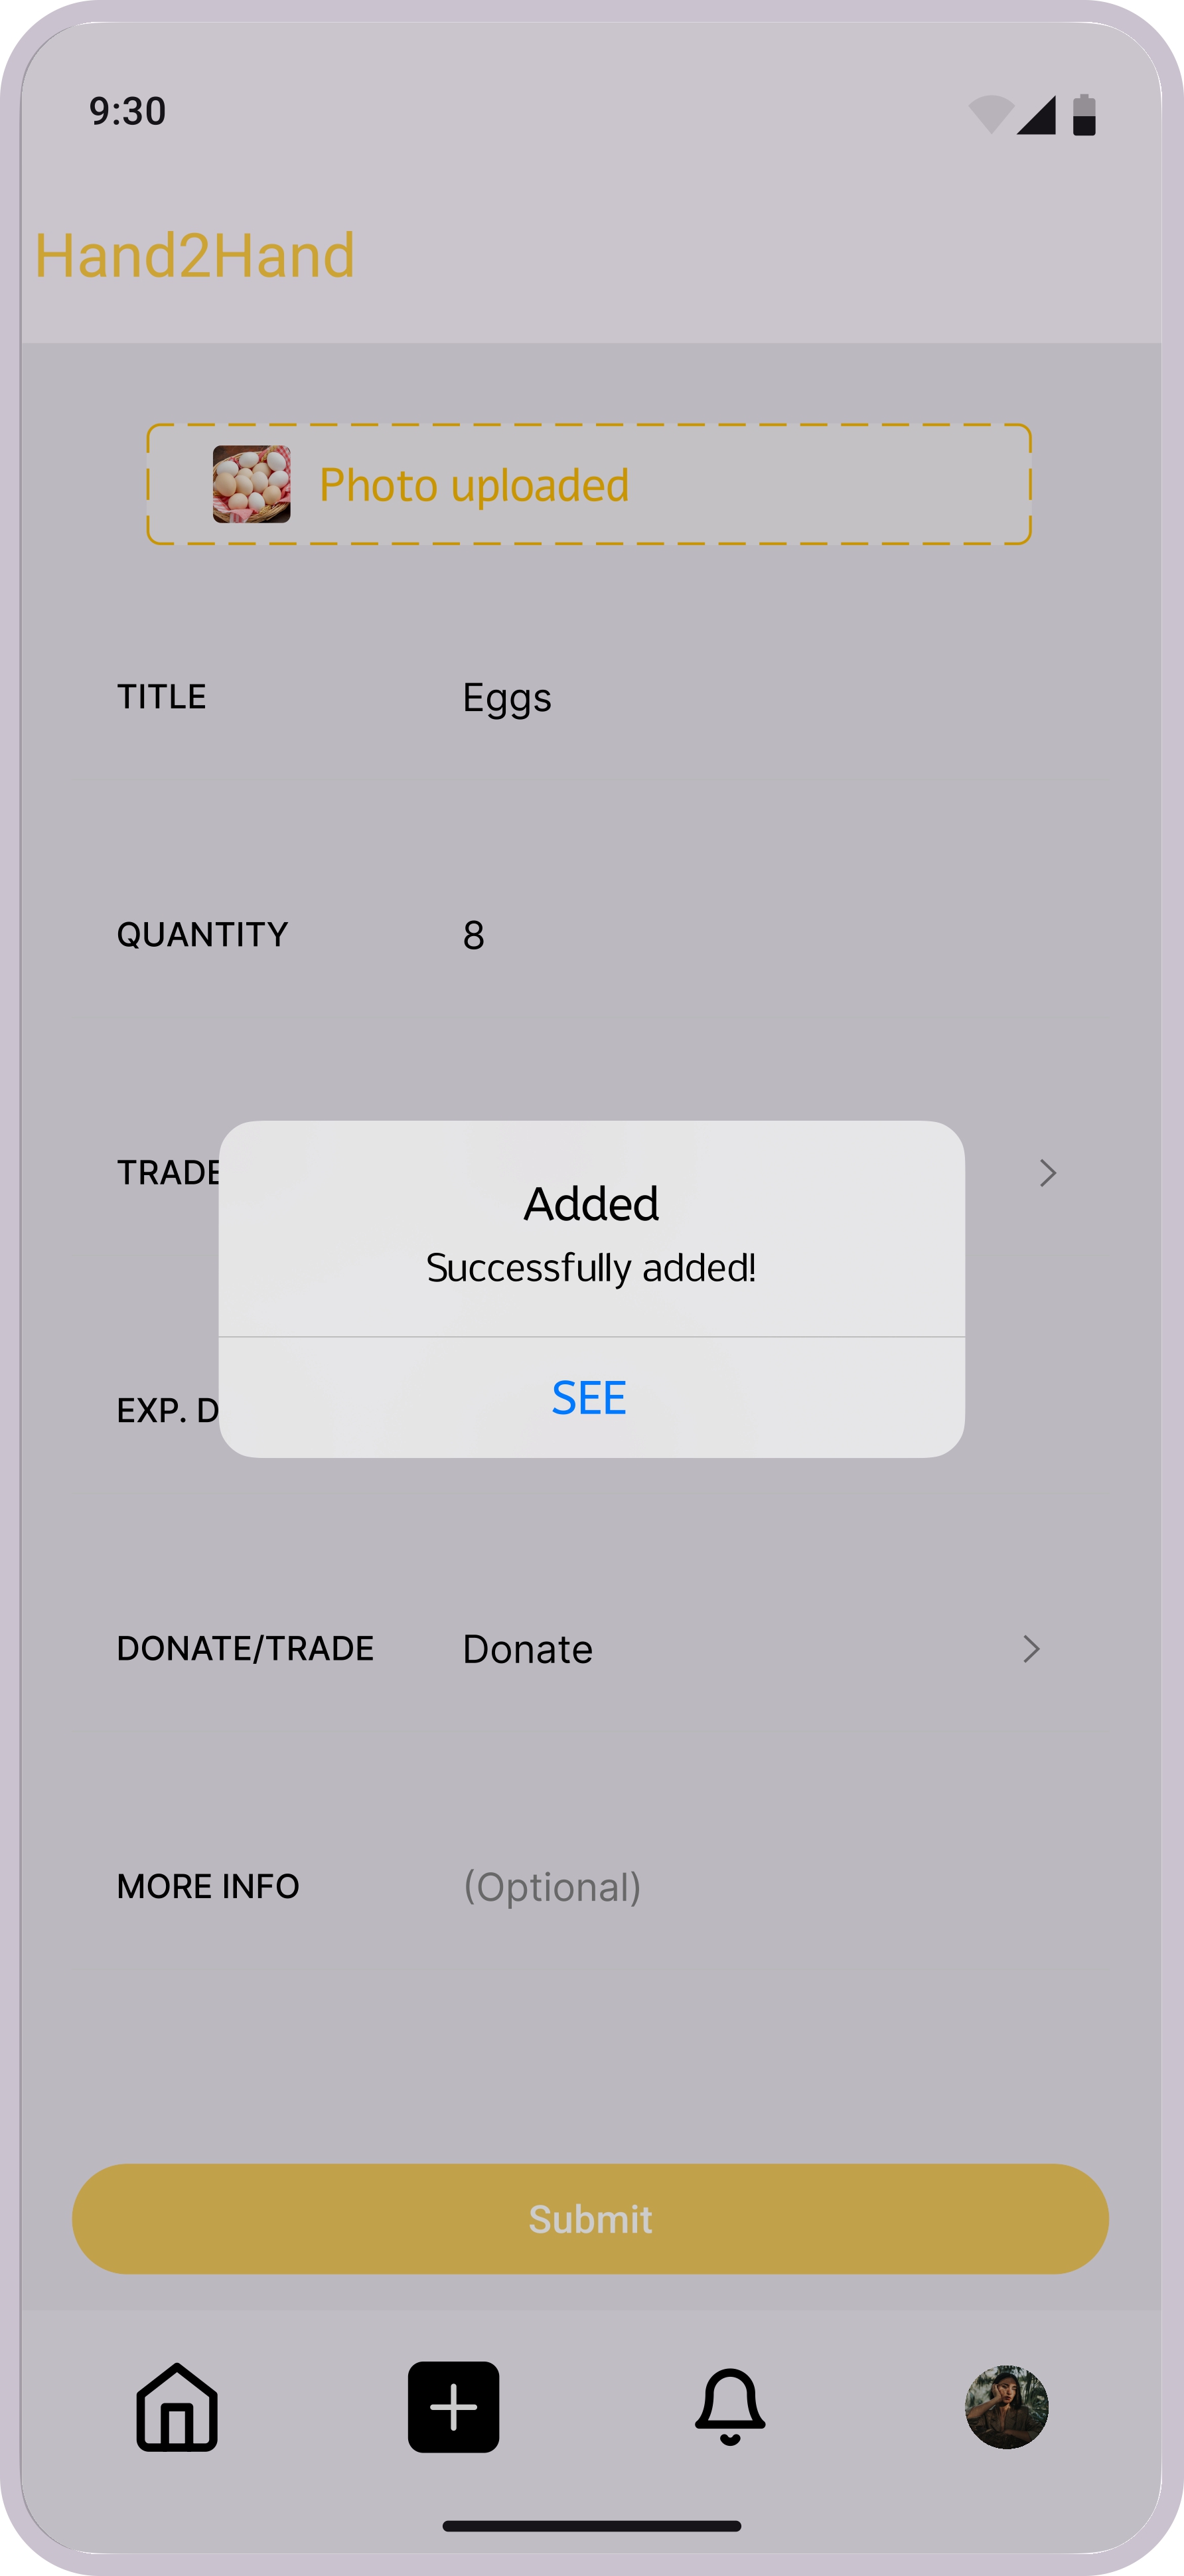 9:30
Hand2Hand
Photo uploaded
TITLE Eggs
QUANTITY 8
TRADE
Added
Successfully added!
EXP. D
SEE
DONATE/TRADE Donate
MORE INFO (Optional)
Submit